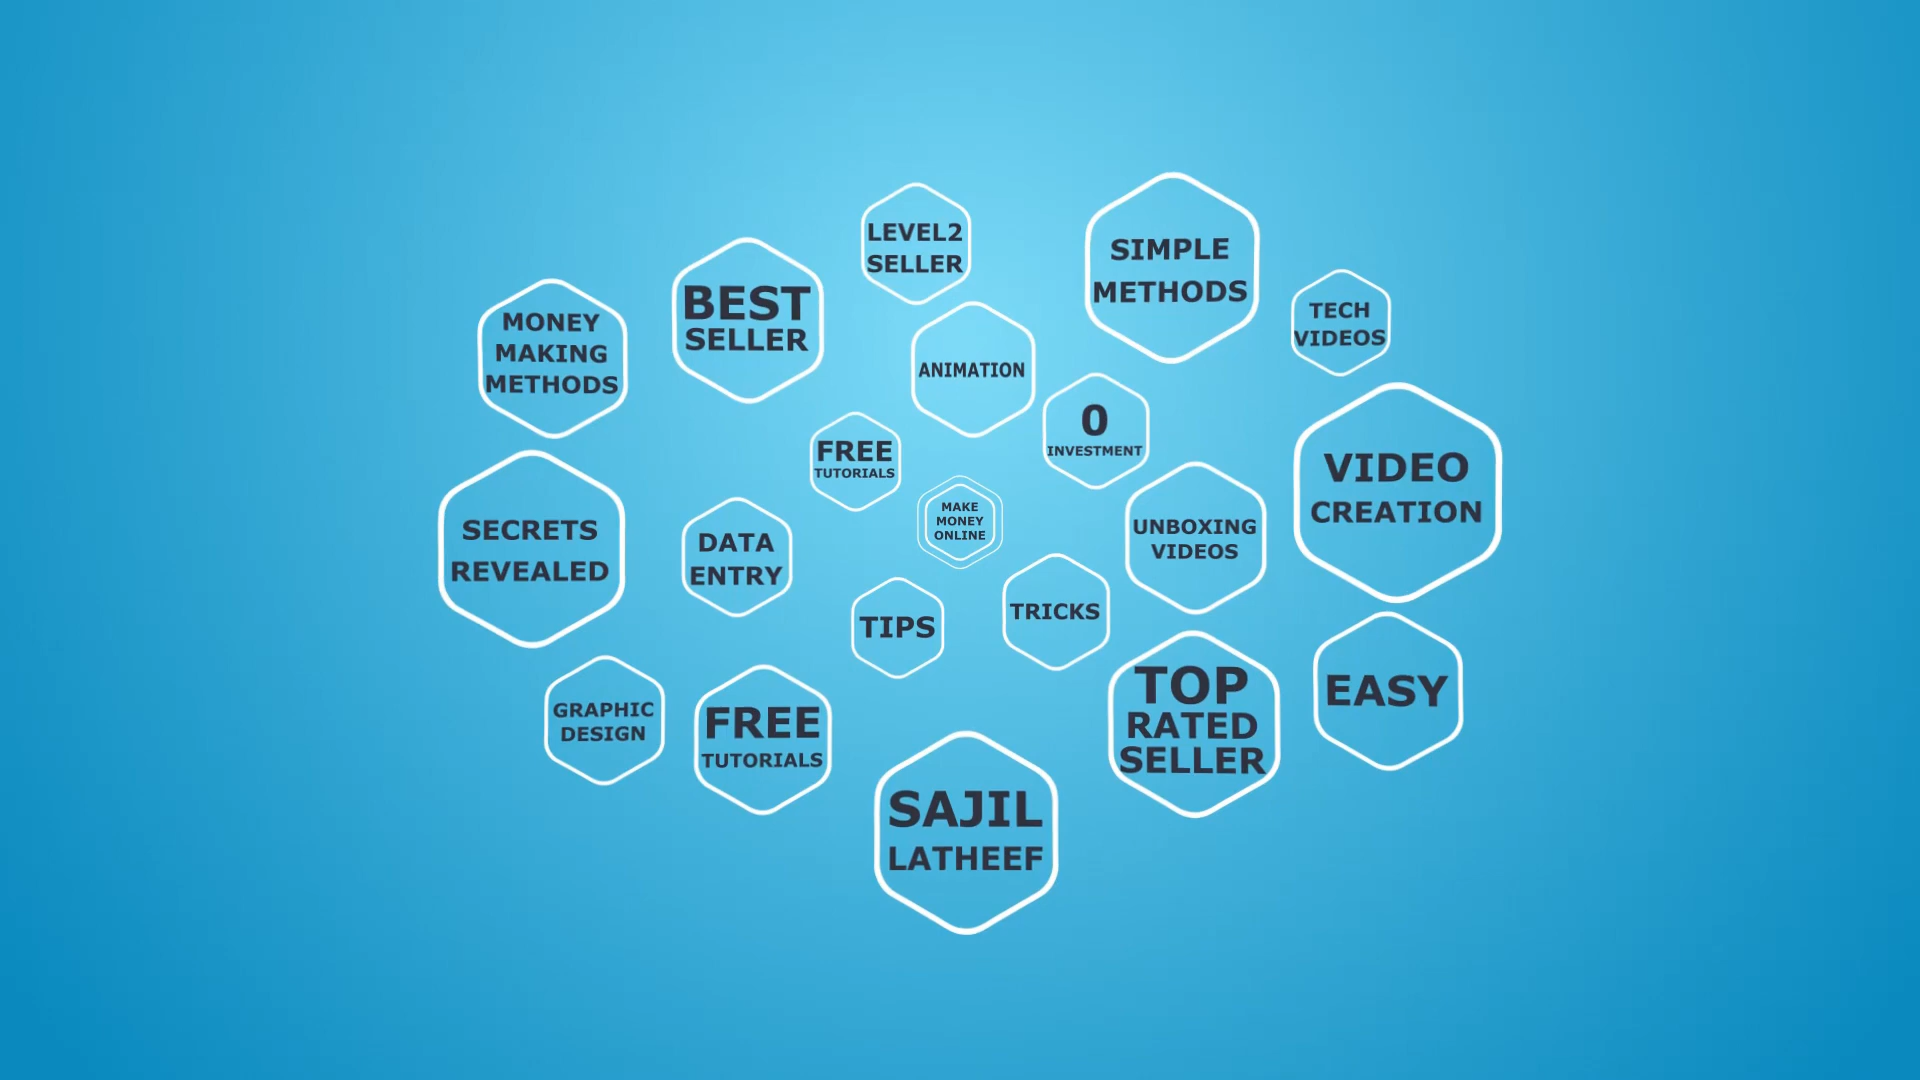 LEVEL2
SELLER
SIMPLE
METHODS
BEST
SELLER
MONEY
MAKING
METHODS
TECH
VIDEOS
ANIMATION
0
INVESTMENT
FREE
TUTORIALS
VIDEO
CREATION
MAKE
MONEY
ONLINE
SECRETS
REVEALED
DATA
ENTRY
UNBOXING
VIDEOS
TIPS
TRICKS
GRAPHIC
DESIGN
FREE
TUTORIALS
TOP
RATED
SELLER
EASY
SAJIL
LATHEEF